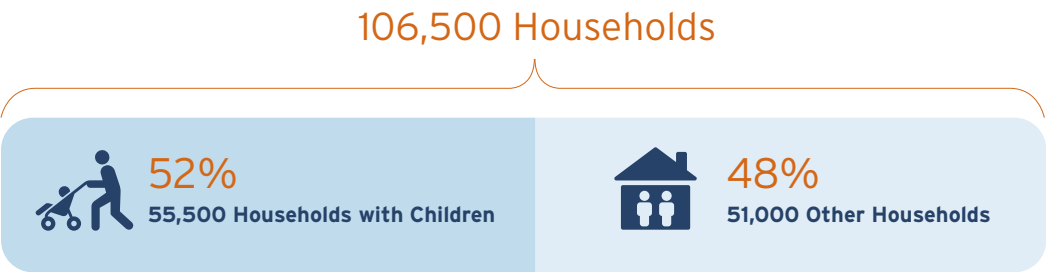 106,500 Households
52%
55,500 Households with Children
48%
51,000 Other Households